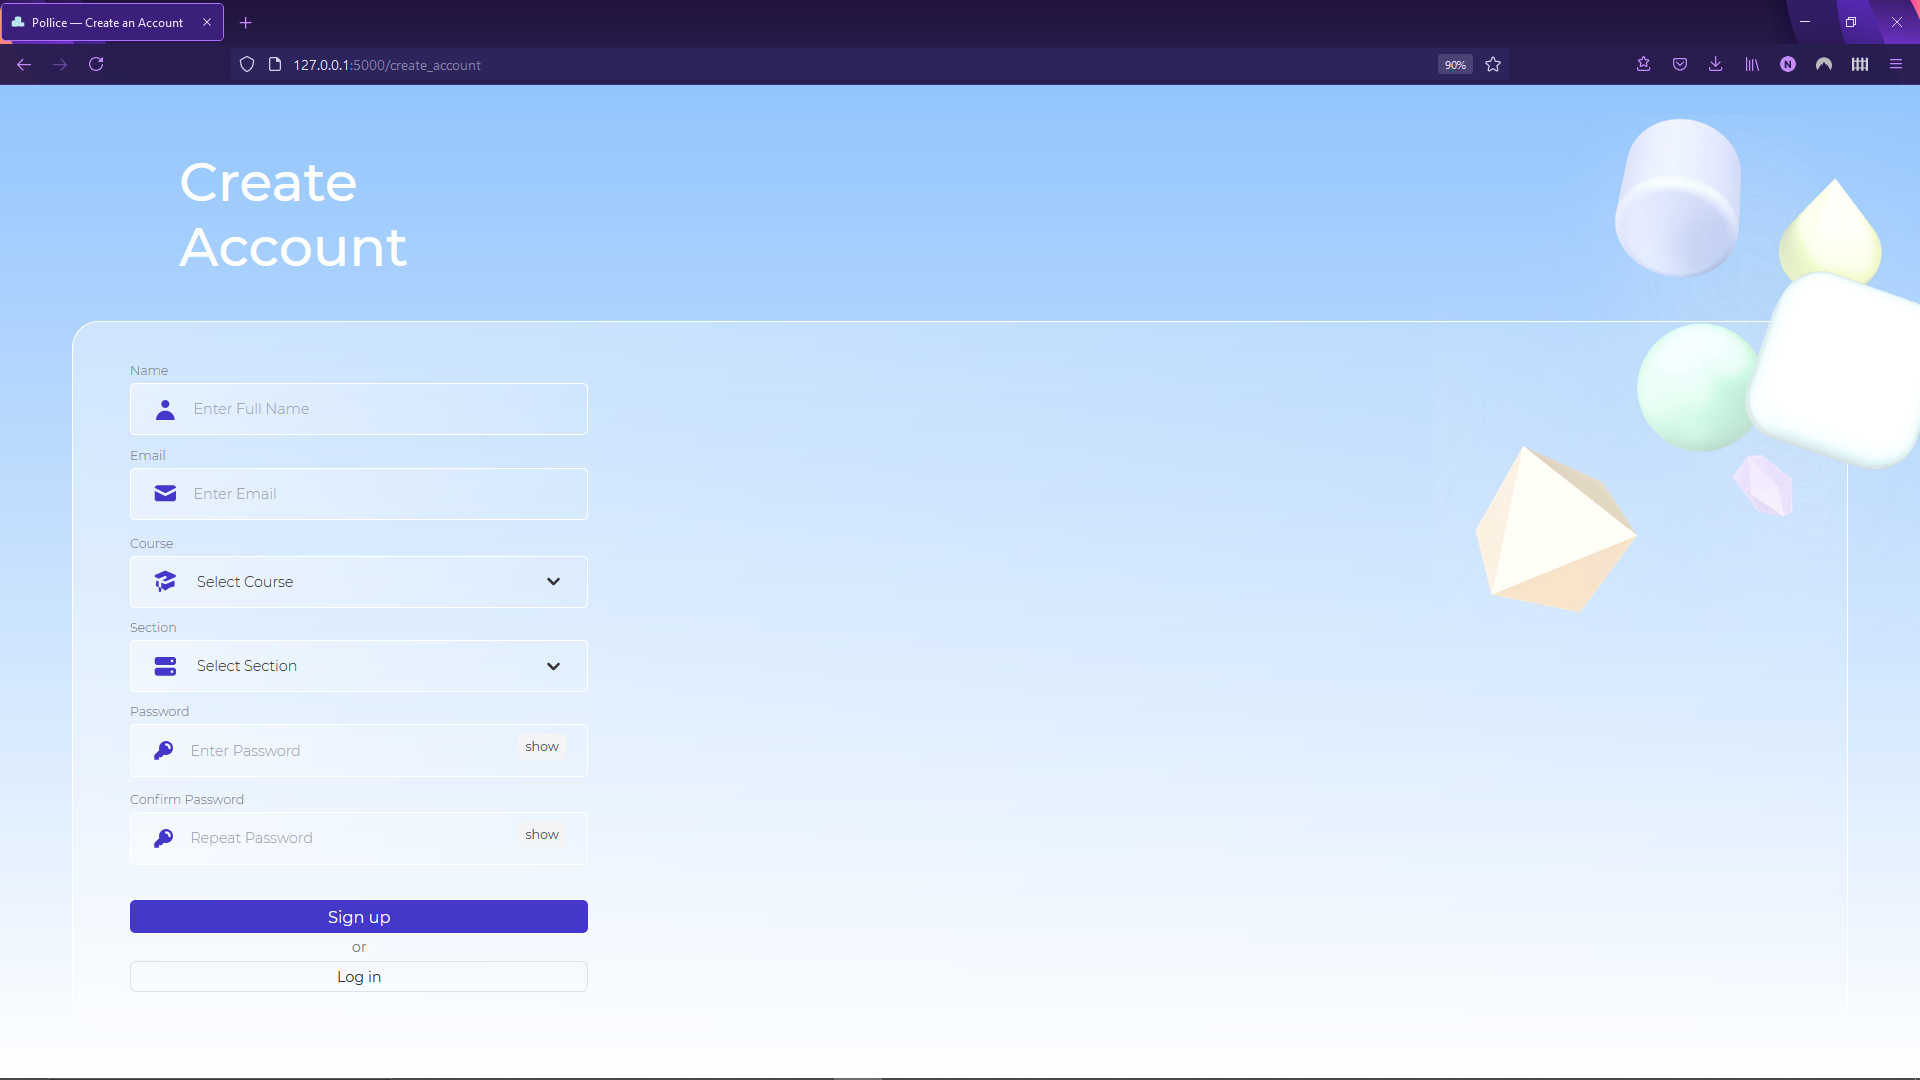 Pollice — Create an Account
127.0.0.1:5000/create_account
90%
N
Create
Account
Name
Enter Full Name
Email
Enter Email
Course
Select Course
Section
Select Section
Password
Enter Password
show
Confirm Password
Repeat Password
show
Sign up
or
Log in